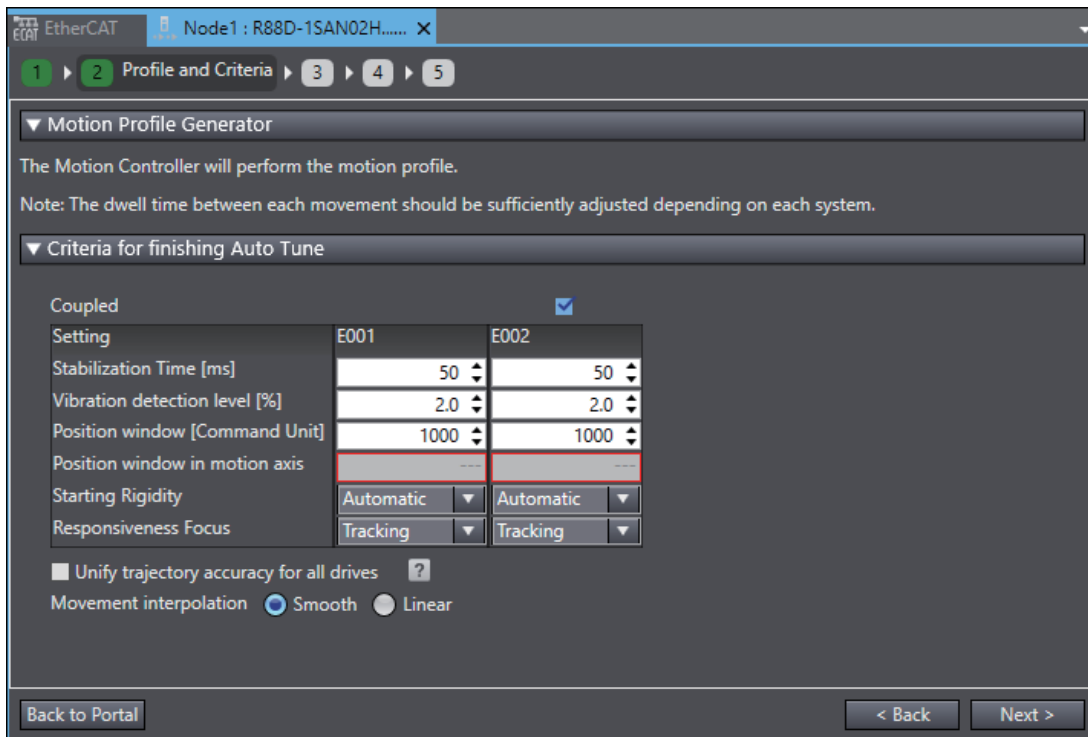 ECAT EtherCAT Node1 : R88D-1SAN02H...... X
1 2 Profile and Criteria 3 4 5
Motion Profile Generator
The Motion Controller will perform the motion profile.
Note: The dwell time between each movement should be sufficiently adjusted depending on each system.
Criteria for finishing Auto Tune
Coupled
Setting E001 E002
Stabilization Time [ms] 50 50
Vibration detection level [%] 2.0 2.0
Position window [Command Unit] 1000 1000
Position window in motion axis --- ---
Starting Rigidity Automatic Automatic
Responsiveness Focus Tracking Tracking
Unify trajectory accuracy for all drives ?
Movement interpolation Smooth Linear
Back to Portal < Back Next >